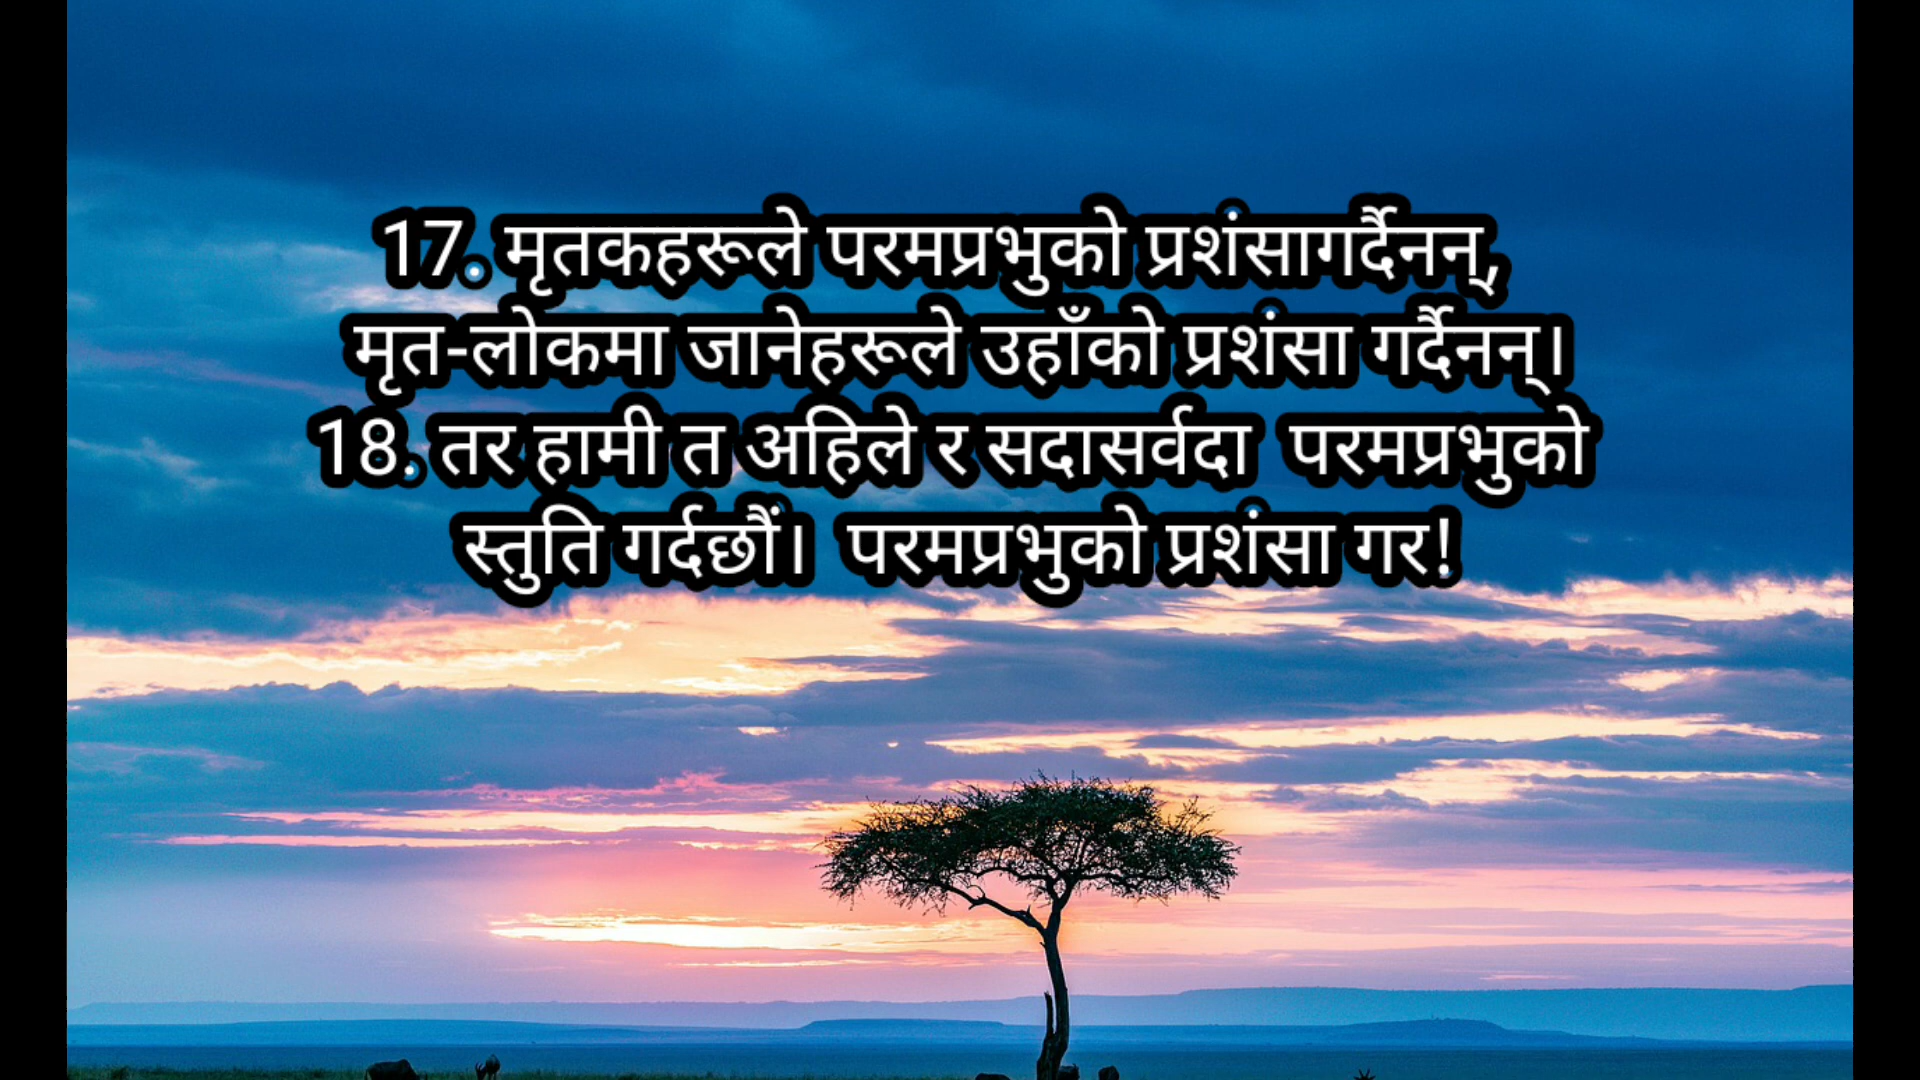 17. मृतकहरूले परमप्रभुको प्रशंसागर्दैनन्,
मृत-लोकमा जानेहरूले उहाँको प्रशंसा गर्दैनन्।
18. तर हामी त अहिले र सदासर्वदा  परमप्रभुको
स्तुति गर्दछौं।  परमप्रभुको प्रशंसा गर!